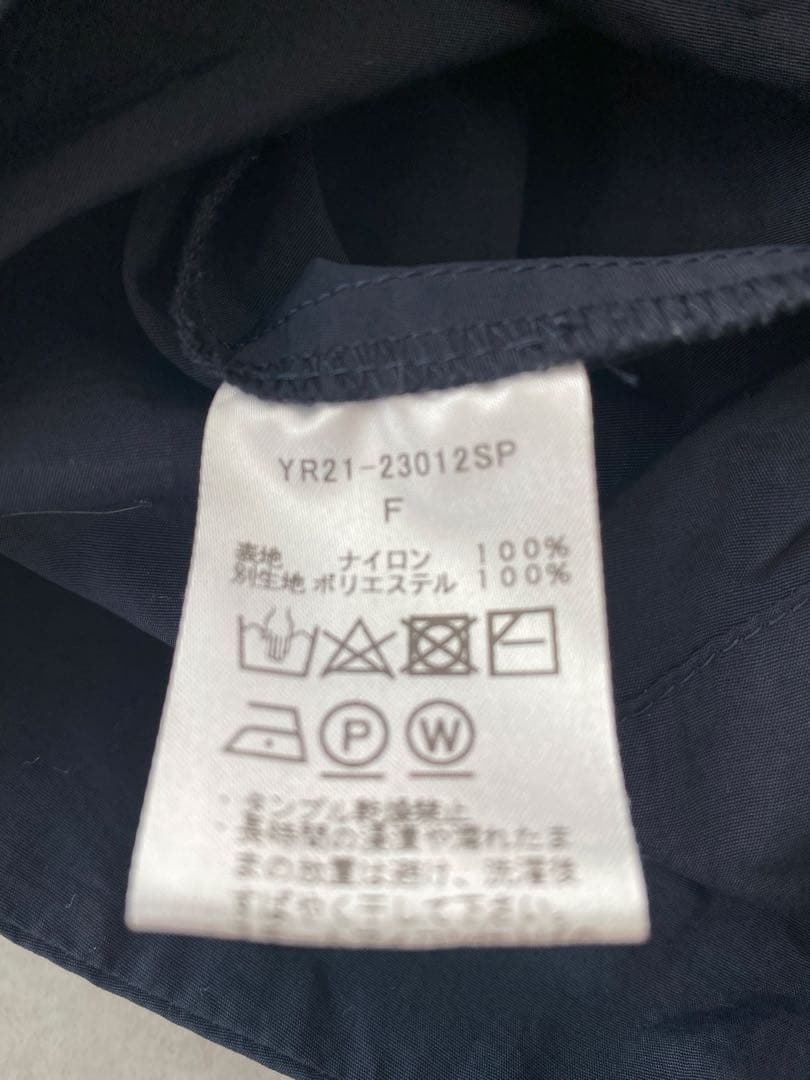 YR21-23012SP
F
表地 ナイロン 100%
別生地 ポリエステル 100%
P W
・タンブル乾燥禁止
・長時間の浸漬や濡れたま
まの放置は避け、洗濯後
すばやく干して下さい。